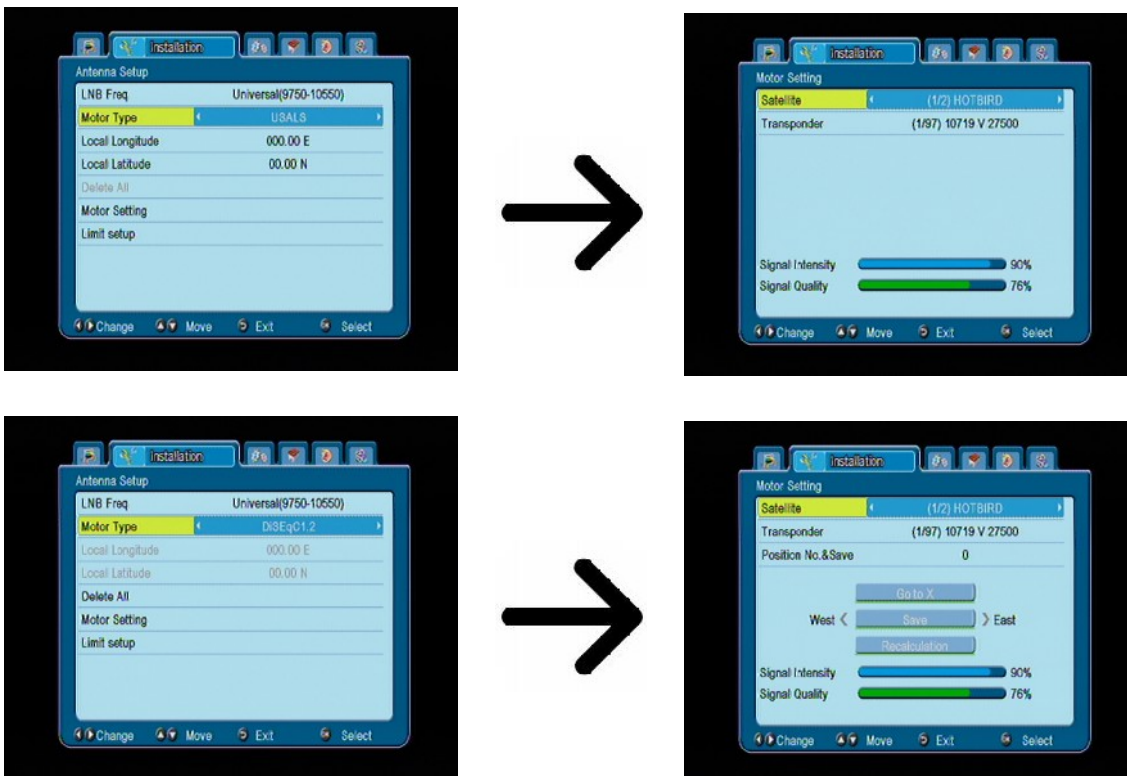 Installation
Antenna Setup
LNB Freq Universal(9750-10550)
Motor Type USALS
Local Longitude 000.00 E
Local Latitude 00.00 N
Delete All
Motor Setting
Limit setup
Change Move Exit Select
Installation
Motor Setting
Satellite (1/2) HOTBIRD
Transponder (1/97) 10719 V 27500
Signal Intensity 90%
Signal Quality 76%
Change Move Exit Select
Installation
Antenna Setup
LNB Freq Universal(9750-10550)
Motor Type DiSEqC1.2
Local Longitude 000.00 E
Local Latitude 00.00 N
Delete All
Motor Setting
Limit setup
Change Move Exit Select
Installation
Motor Setting
Satellite (1/2) HOTBIRD
Transponder (1/97) 10719 V 27500
Position No.&Save 0
Go to X
West Save East
Recalculation
Signal Intensity 90%
Signal Quality 76%
Change Move Exit Select